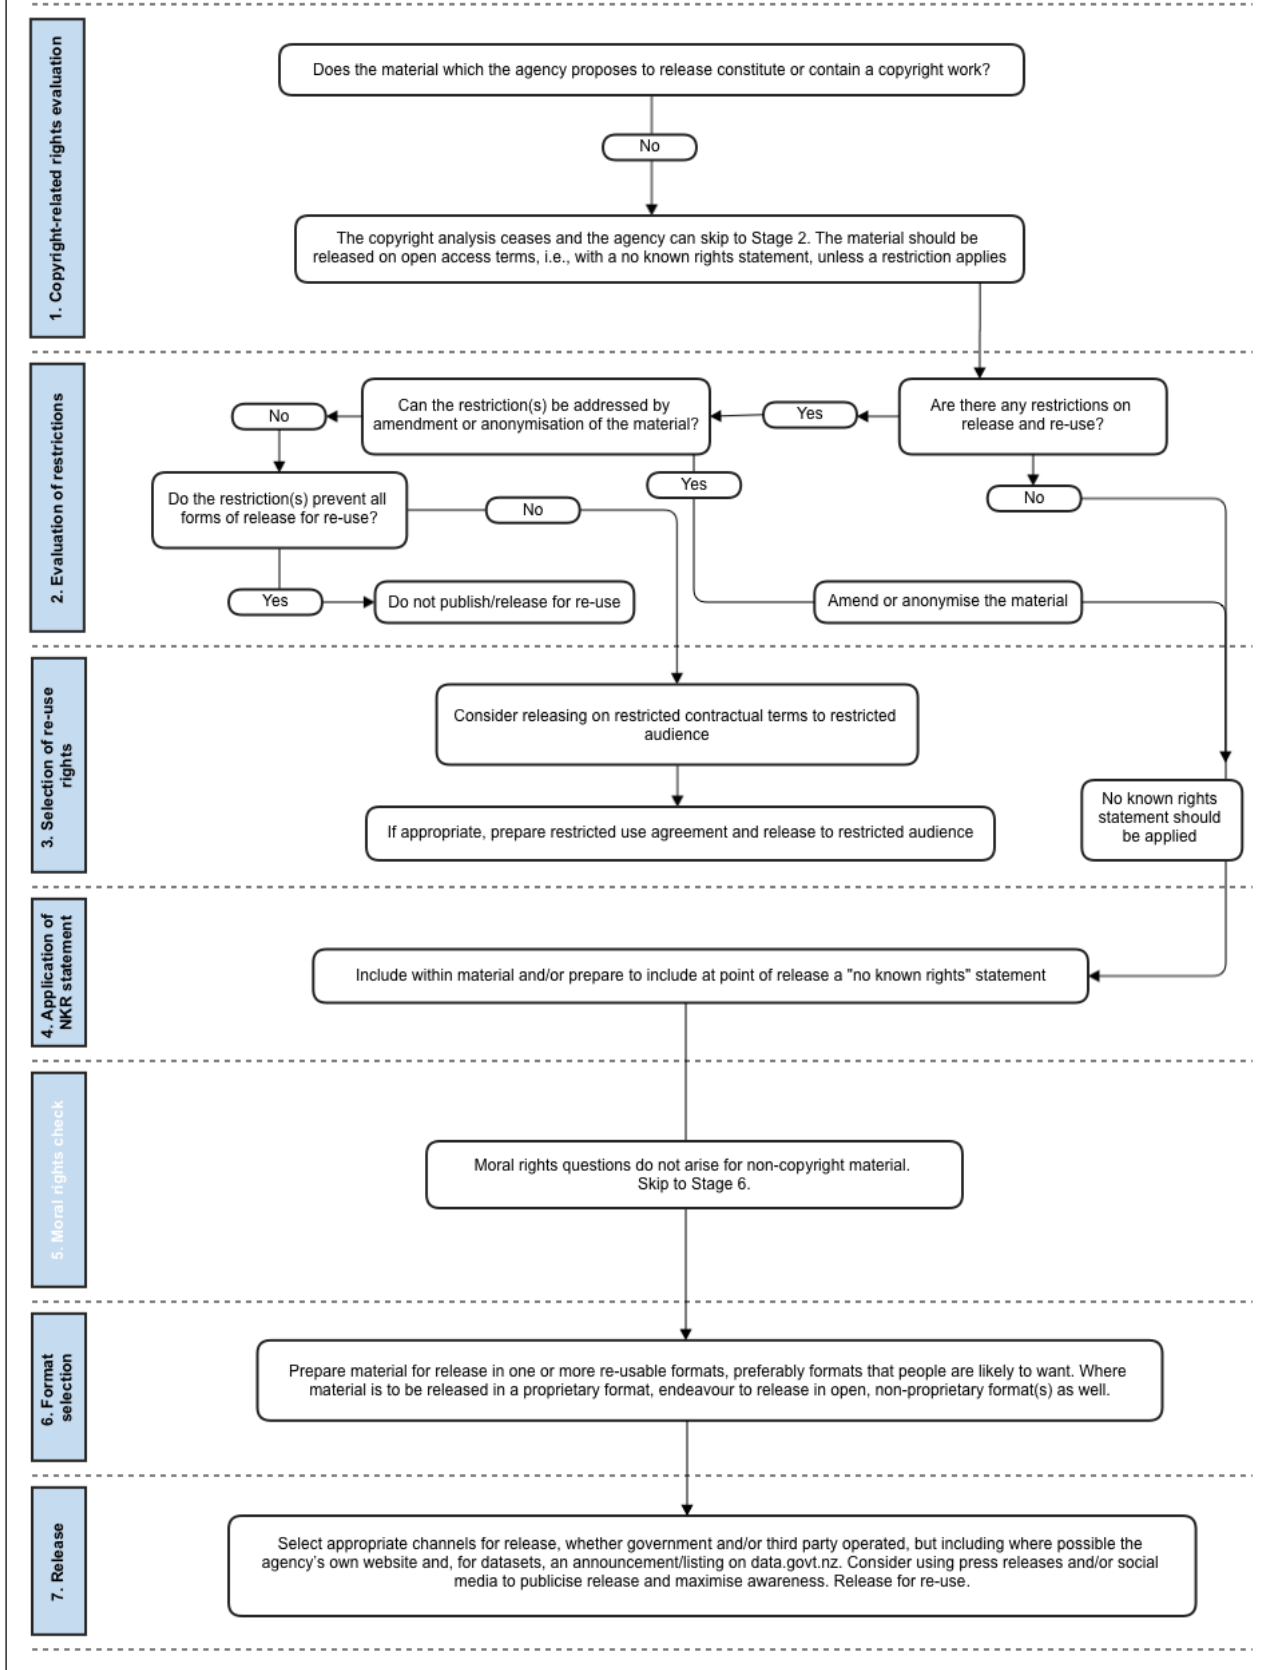 1. Copyright-related rights evaluation
Does the material which the agency proposes to release constitute or contain a copyright work?
No
The copyright analysis ceases and the agency can skip to Stage 2. The material should be
released on open access terms, i.e., with a no known rights statement, unless a restriction applies
2. Evaluation of restrictions
Are there any restrictions on
release and re-use?
Yes
Can the restriction(s) be addressed by
amendment or anonymisation of the material?
No
Do the restriction(s) prevent all
forms of release for re-use?
No
Yes
No
Yes
Do not publish/release for re-use
Amend or anonymise the material
3. Selection of re-use
rights
Consider releasing on restricted contractual terms to restricted
audience
If appropriate, prepare restricted use agreement and release to restricted audience
No known rights
statement should
be applied
4. Application of
NKR statement
Include within material and/or prepare to include at point of release a "no known rights" statement
5. Moral rights check
Moral rights questions do not arise for non-copyright material.
Skip to Stage 6.
6. Format
selection
Prepare material for release in one or more re-usable formats, preferably formats that people are likely to want. Where
material is to be released in a proprietary format, endeavour to release in open, non-proprietary format(s) as well.
7. Release
Select appropriate channels for release, whether government and/or third party operated, but including where possible the
agency's own website and, for datasets, an announcement/listing on data.govt.nz. Consider using press releases and/or social
media to publicise release and maximise awareness. Release for re-use.